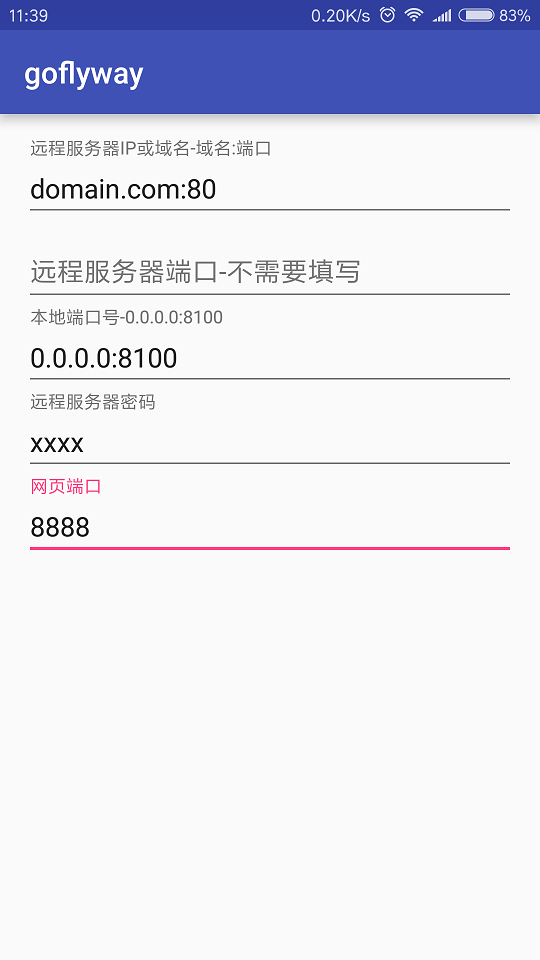 11:39
0.20K/s 83%
goflyway
远程服务器IP或域名-域名:端口
domain.com:80
远程服务器端口-不需要填写
本地端口号-0.0.0.0:8100
0.0.0.0:8100
远程服务器密码
xxxx
网页端口
8888